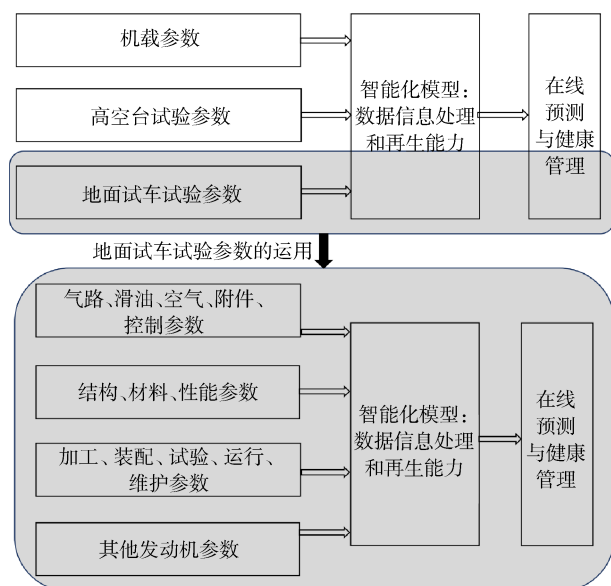 机载参数
高空台试验参数
地面试车试验参数
智能化模型：
数据信息处理
和再生能力
在线
预测
与健康
管理
地面试车试验参数的运用
气路、滑油、空气、附件、
控制参数
结构、材料、性能参数
加工、装配、试验、运行、
维护参数
其他发动机参数
智能化模型：
数据信息处理
和再生能力
在线
预测
与健康
管理